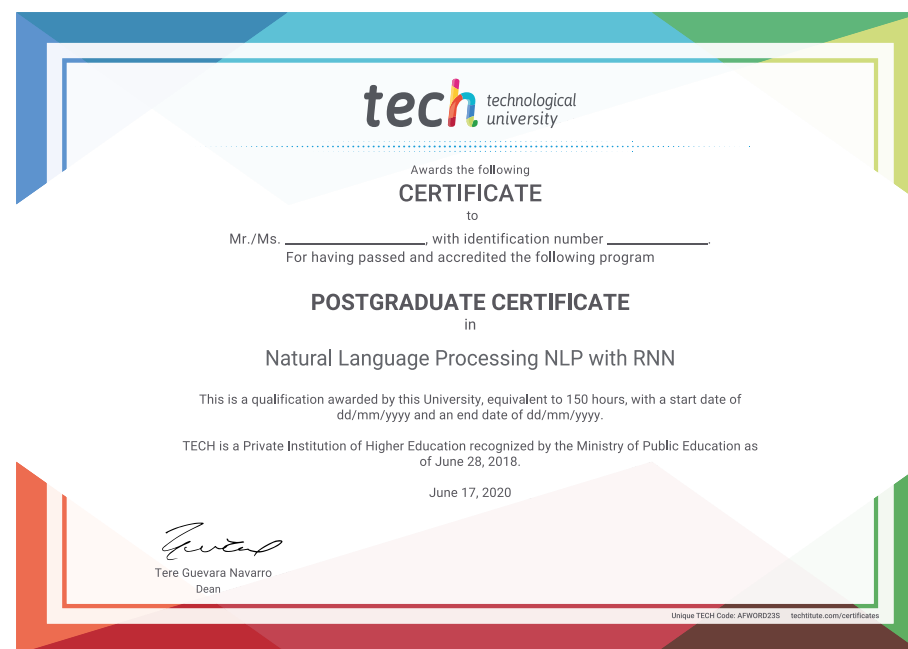 tech technological
university
Awards the following
CERTIFICATE
to
Mr./Ms. ____________________, with identification number ______________.
For having passed and accredited the following program
POSTGRADUATE CERTIFICATE
in
Natural Language Processing NLP with RNN
This is a qualification awarded by this University, equivalent to 150 hours, with a start date of
dd/mm/yyyy and an end date of dd/mm/yyyy.
TECH is a Private Institution of Higher Education recognized by the Ministry of Public Education as
of June 28, 2018.
June 17, 2020
Tere Guevara Navarro
Dean
Unique TECH Code: AFWORD23S techtitute.com/certificates